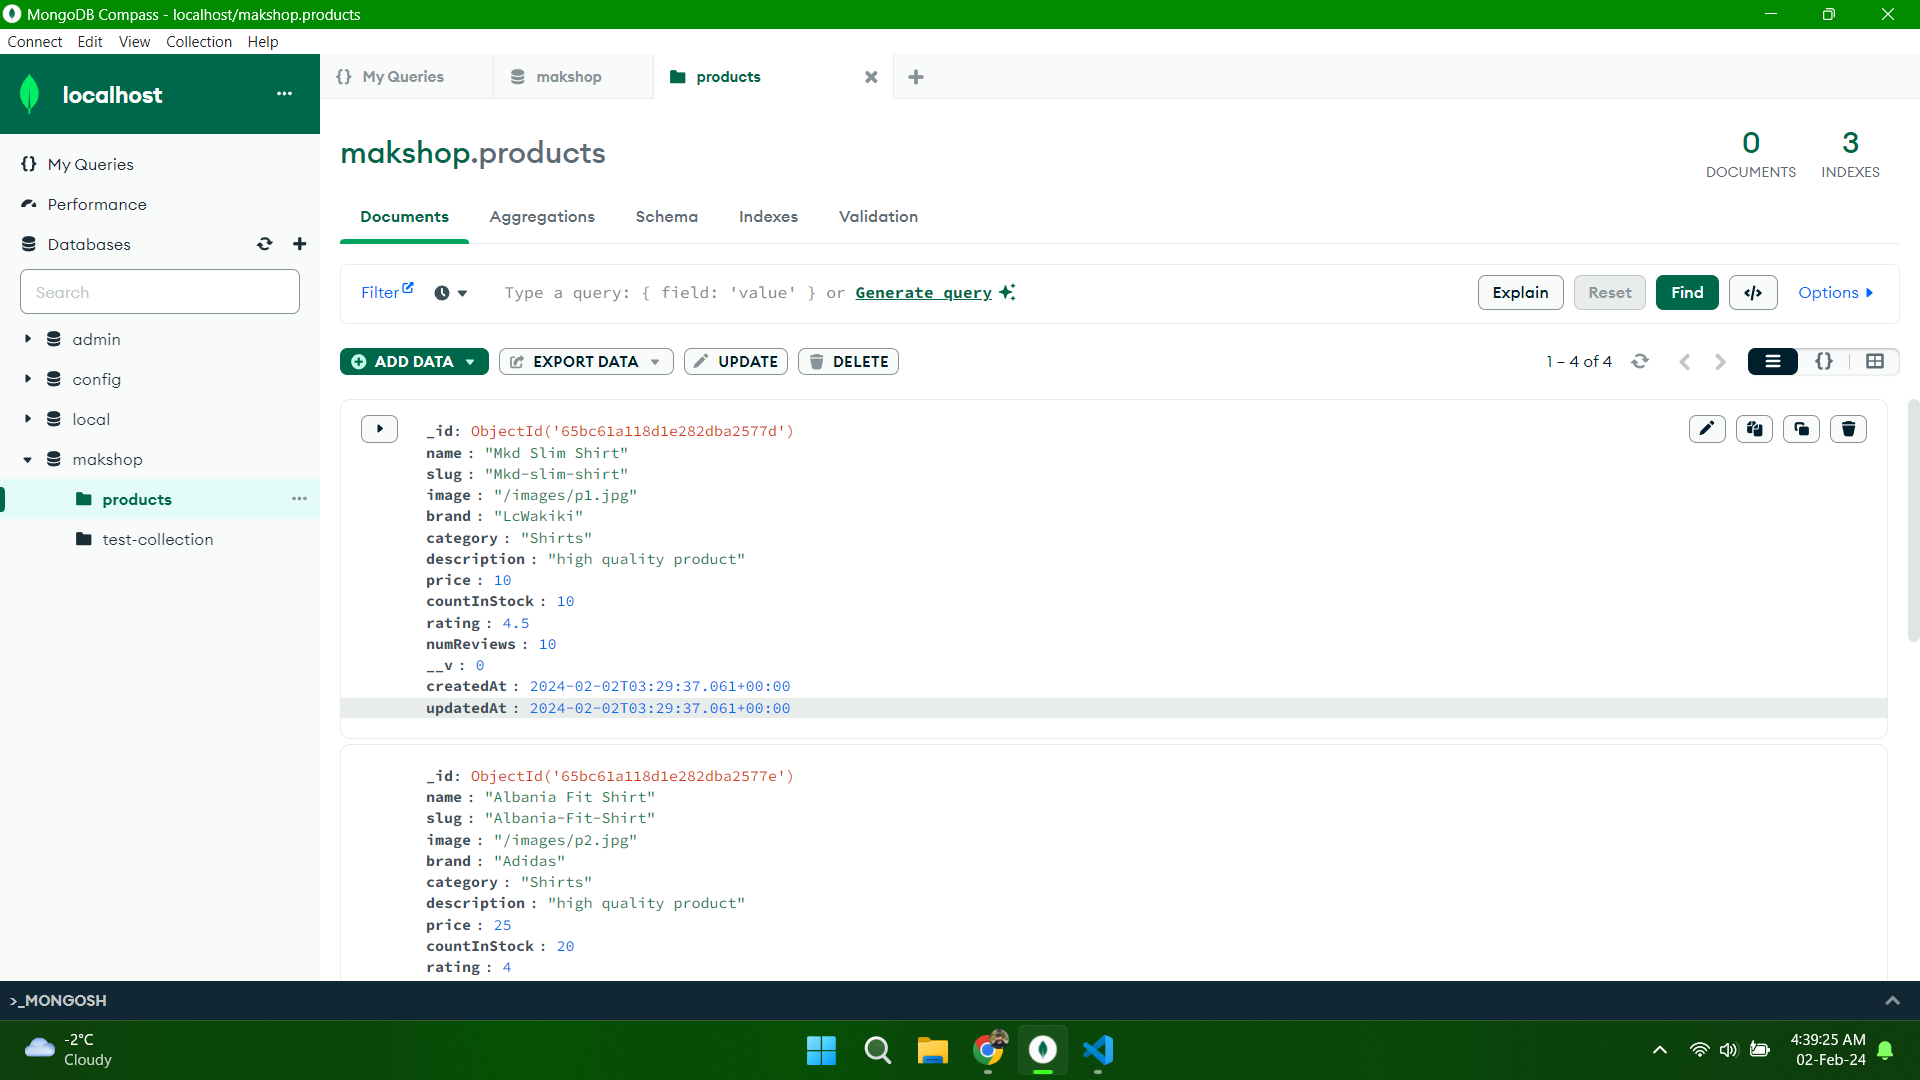 MongoDB Compass - localhost/makshop.products
Connect Edit View Collection Help
localhost ...
{} My Queries
makshop
products
My Queries
Performance
Databases
Search
admin
config
local
makshop
products
test-collection
makshop.products
0 DOCUMENTS
3 INDEXES
Documents Aggregations Schema Indexes Validation
Filter Type a query: { field: 'value' } or Generate query Explain Reset Find </> Options
ADD DATA EXPORT DATA UPDATE DELETE 1 – 4 of 4 {}
_id: ObjectId('65bc61a118d1e282dba2577d')
name : "Mkd Slim Shirt"
slug : "Mkd-slim-shirt"
image : "/images/p1.jpg"
brand : "LcWakiki"
category : "Shirts"
description : "high quality product"
price : 10
countInStock : 10
rating : 4.5
numReviews : 10
__v : 0
createdAt : 2024-02-02T03:29:37.061+00:00
updatedAt : 2024-02-02T03:29:37.061+00:00
_id: ObjectId('65bc61a118d1e282dba2577e')
name : "Albania Fit Shirt"
slug : "Albania-Fit-Shirt"
image : "/images/p2.jpg"
brand : "Adidas"
category : "Shirts"
description : "high quality product"
price : 25
countInStock : 20
rating : 4
>_MONGOSH
-2°C
Cloudy
4:39:25 AM
02-Feb-24